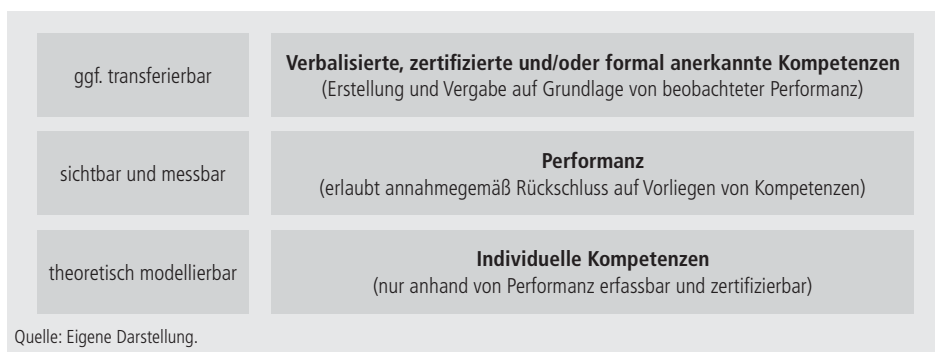 ggf. transferierbar
Verbalisierte, zertifizierte und/oder formal anerkannte Kompetenzen
(Erstellung und Vergabe auf Grundlage von beobachteter Performanz)
sichtbar und messbar
Performanz
(erlaubt annahmegemäß Rückschluss auf Vorliegen von Kompetenzen)
theoretisch modellierbar
Individuelle Kompetenzen
(nur anhand von Performanz erfassbar und zertifizierbar)
Quelle: Eigene Darstellung.